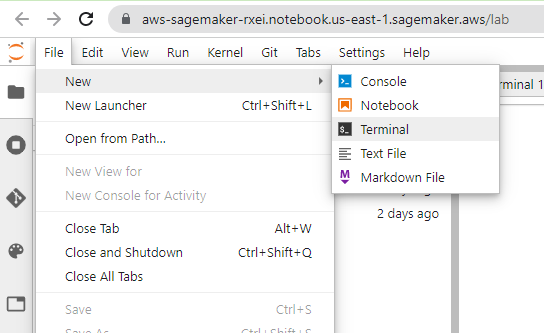 aws-sagemaker-rxei.notebook.us-east-1.sagemaker.aws/lab
File Edit View Run Kernel Git Tabs Settings Help
New
Console
rminal 1
New Launcher Ctrl+Shift+L
Notebook
Open from Path...
Terminal
Text File
New View for
Markdown File
New Console for Activity
2 days ago
Close Tab Alt+W
Close and Shutdown Ctrl+Shift+Q
Close All Tabs
Save Ctrl+S